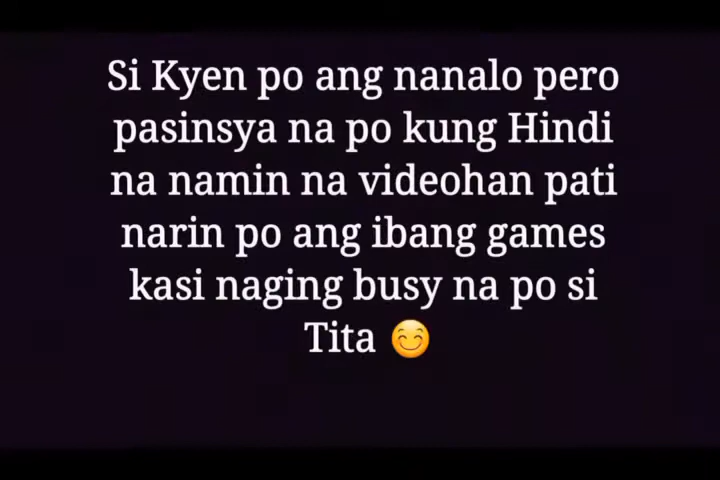 Si Kyen po ang nanalo pero
pasinsya na po kung Hindi
na namin na videohan pati
narin po ang ibang games
kasi naging busy na po si
Tita 😊